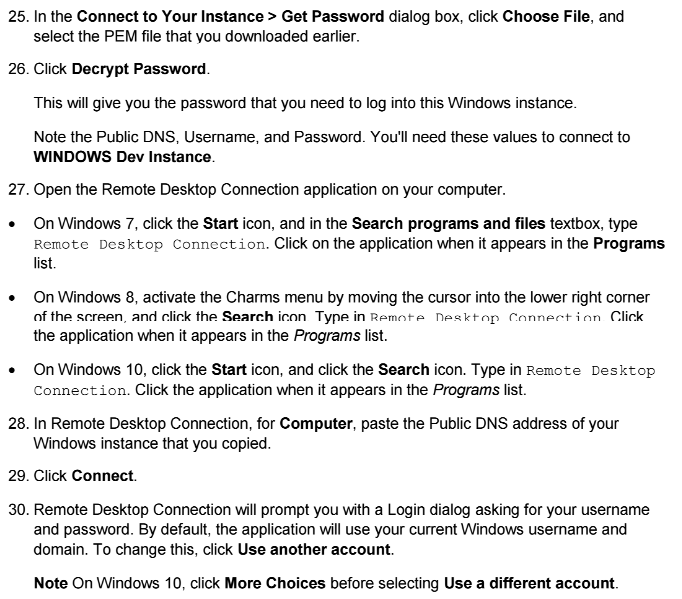 25. In the Connect to Your Instance > Get Password dialog box, click Choose File, and
select the PEM file that you downloaded earlier.
26. Click Decrypt Password.
This will give you the password that you need to log into this Windows instance.
Note the Public DNS, Username, and Password. You'll need these values to connect to
WINDOWS Dev Instance.
27. Open the Remote Desktop Connection application on your computer.
• On Windows 7, click the Start icon, and in the Search programs and files textbox, type
Remote Desktop Connection. Click on the application when it appears in the Programs
list.
• On Windows 8, activate the Charms menu by moving the cursor into the lower right corner
of the screen, and click the Search icon. Type in Remote Desktop Connection. Click
the application when it appears in the Programs list.
• On Windows 10, click the Start icon, and click the Search icon. Type in Remote Desktop
Connection. Click the application when it appears in the Programs list.
28. In Remote Desktop Connection, for Computer, paste the Public DNS address of your
Windows instance that you copied.
29. Click Connect.
30. Remote Desktop Connection will prompt you with a Login dialog asking for your username
and password. By default, the application will use your current Windows username and
domain. To change this, click Use another account.
Note On Windows 10, click More Choices before selecting Use a different account.